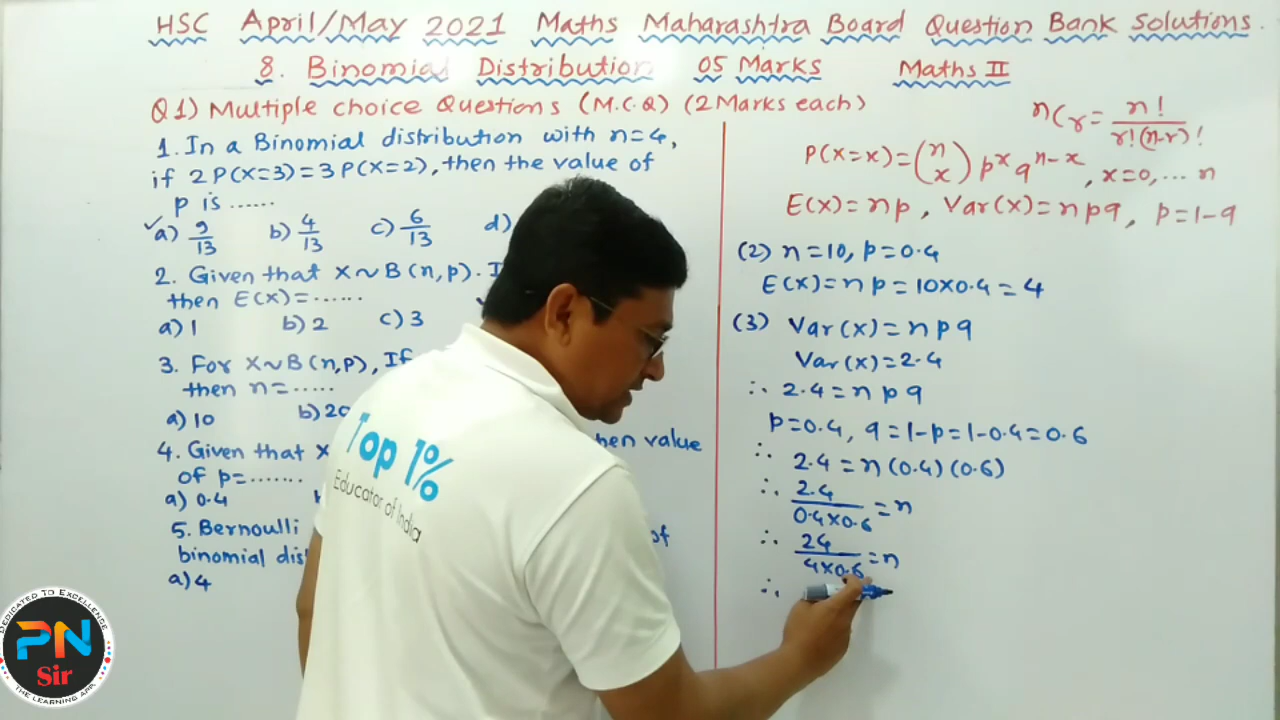 HSC April/May 2021 Maths Maharashtra Board Question Bank Solutions.
8. Binomial Distribution 05 Marks Maths II
Q1) Multiple choice Questions (M.C.Q) (2 Marks each)
1. In a Binomial distribution with n=4,
if 2 P(X=3)=3 P(X=2), then the value of
p is ......
✓a) 9/13 b) 4/13 c) 6/13 d)
2. Given that X~B(n,p). I
then E(X)=......
a) 1 b) 2 c) 3
3. For X~B(n,p), If
then n=.....
a) 10 b) 20
4. Given that X then value
of p=.......
a) 0.4
5. Bernoulli of
binomial dis
a) 4
nCr = n!/r!(n-r)!
P(X=x) = (n x) p^x q^(n-x), x=0,... n
E(X)=np, Var(X)=npq, p=1-q
(2) n=10, p=0.4
E(X)=np=10×0.4=4
(3) Var(X)=npq
Var(X)=2.4
∴ 2.4=npq
p=0.4, q=1-p=1-0.4=0.6
∴ 2.4=n(0.4)(0.6)
∴ 2.4/0.4×0.6 = n
∴ 24/4×0.6 = n
∴
Top 1%
Educator of India
DEDICATED TO EXCELLENCE
PN
Sir
THE LEARNING APP